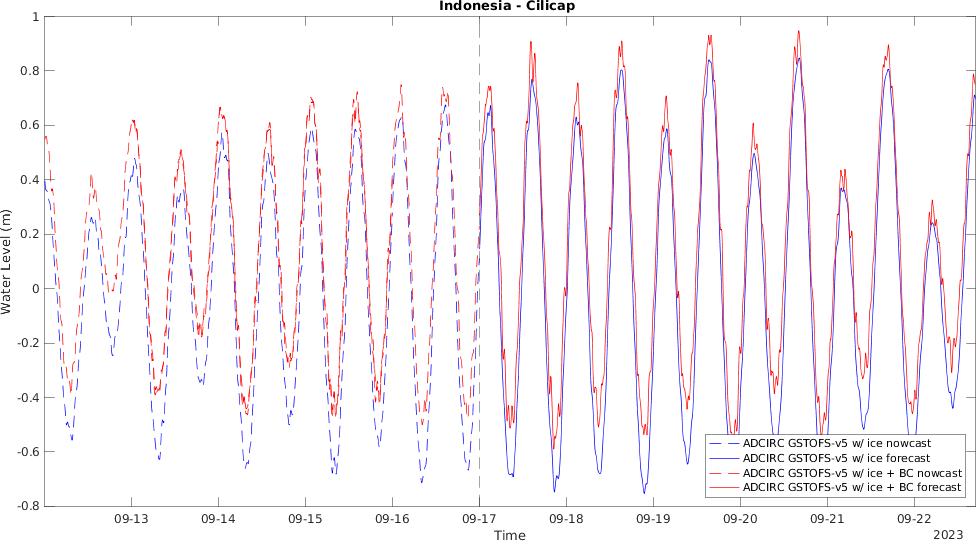 Indonesia - Cilicap
1
0.8
0.6
0.4
0.2
0
-0.2
-0.4
-0.6
-0.8
Water Level (m)
09-13 09-14 09-15 09-16 09-17 09-18 09-19 09-20 09-21 09-22
Time
2023
ADCIRC GSTOFS-v5 w/ ice nowcast
ADCIRC GSTOFS-v5 w/ ice forecast
ADCIRC GSTOFS-v5 w/ ice + BC nowcast
ADCIRC GSTOFS-v5 w/ ice + BC forecast